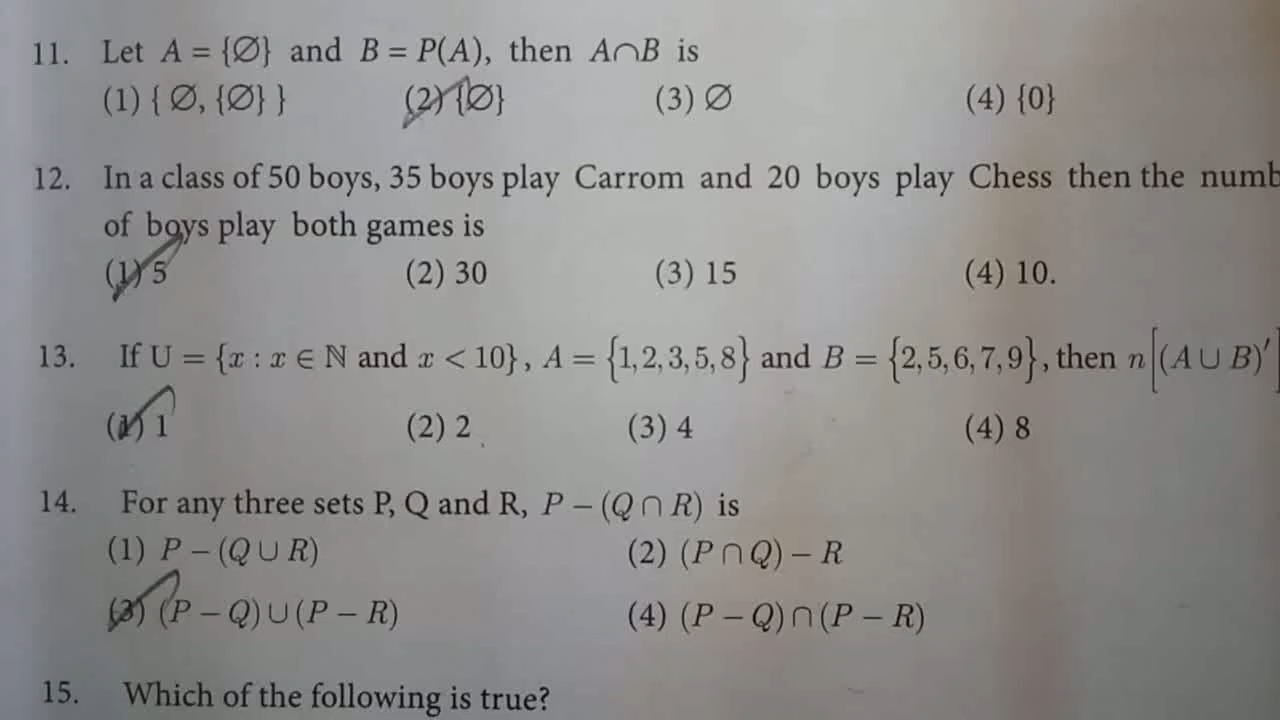 11. Let A = {∅} and B = P(A), then A∩B is
(1) { ∅, {∅} } (2) {∅} (3) ∅ (4) {0}
12. In a class of 50 boys, 35 boys play Carrom and 20 boys play Chess then the numb
of boys play both games is
(1) 5 (2) 30 (3) 15 (4) 10.
13. If U = {x : x ∈ ℕ and x < 10}, A = {1,2,3,5,8} and B = {2,5,6,7,9}, then n[(A ∪ B)′]
(1) 1 (2) 2 (3) 4 (4) 8
14. For any three sets P, Q and R, P − (Q ∩ R) is
(1) P − (Q ∪ R) (2) (P ∩ Q) − R
(3) (P − Q) ∪ (P − R) (4) (P − Q) ∩ (P − R)
15. Which of the following is true?